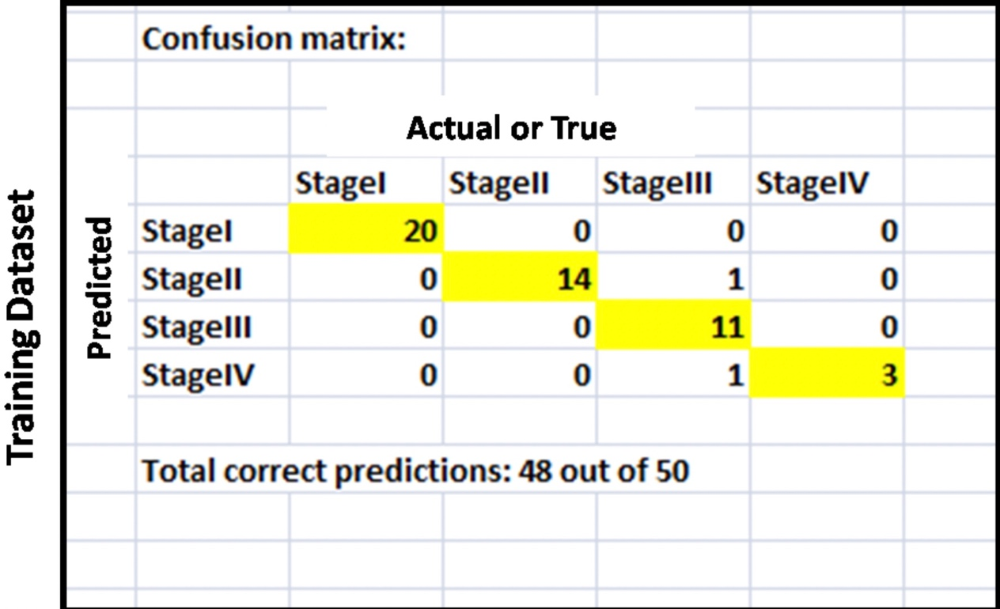 Training Dataset
Confusion matrix:
Actual or True
Predicted
StageI StageII StageIII StageIV
StageI 20 0 0 0
StageII 0 14 1 0
StageIII 0 0 11 0
StageIV 0 0 1 3
Total correct predictions: 48 out of 50